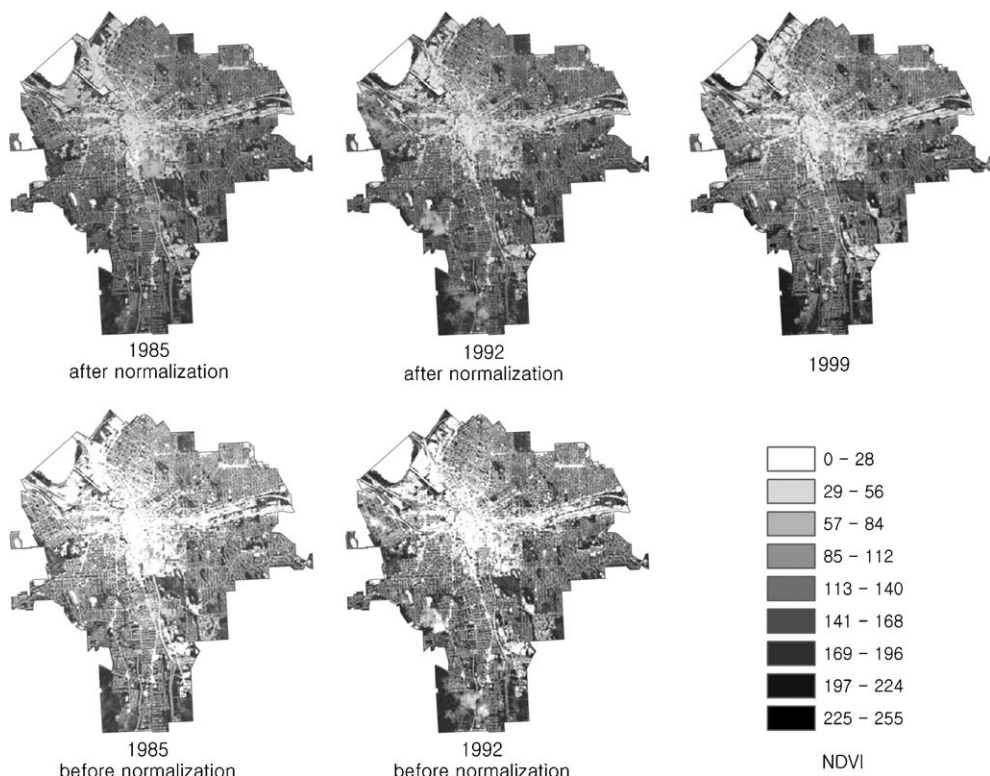 1985
after normalization
1992
after normalization
1999
1985
before normalization
1992
before normalization
0 – 28
29 – 56
57 – 84
85 – 112
113 – 140
141 – 168
169 – 196
197 – 224
225 – 255
NDVI